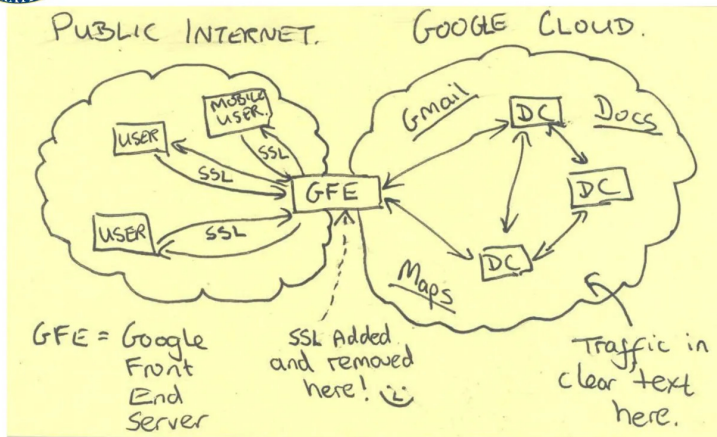 PUBLIC INTERNET.
GOOGLE CLOUD.
MOBILE
USER.
USER
SSL
SSL
USER
SSL
GFE
Gmail
DC
Docs
DC
DC
Maps
GFE = Google
Front
End
Server
SSL Added
and removed
here!
Traffic in
clear text
here.